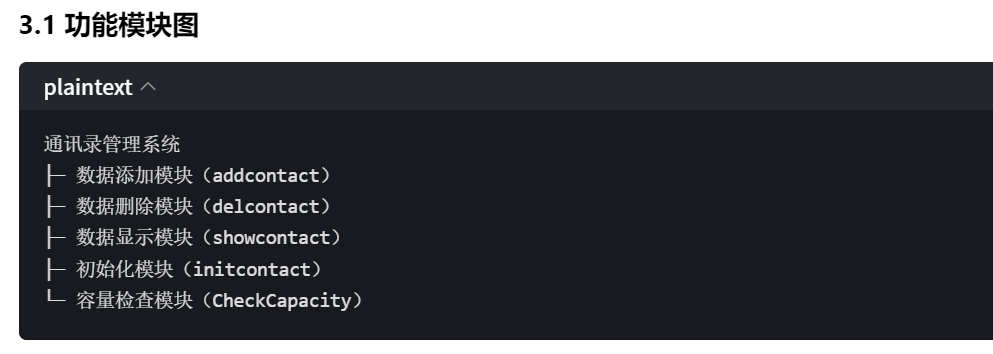 3.1 功能模块图
plaintext
通讯录管理系统
├─ 数据添加模块（addcontact）
├─ 数据删除模块（delcontact）
├─ 数据显示模块（showcontact）
├─ 初始化模块（initcontact）
└─ 容量检查模块（CheckCapacity）